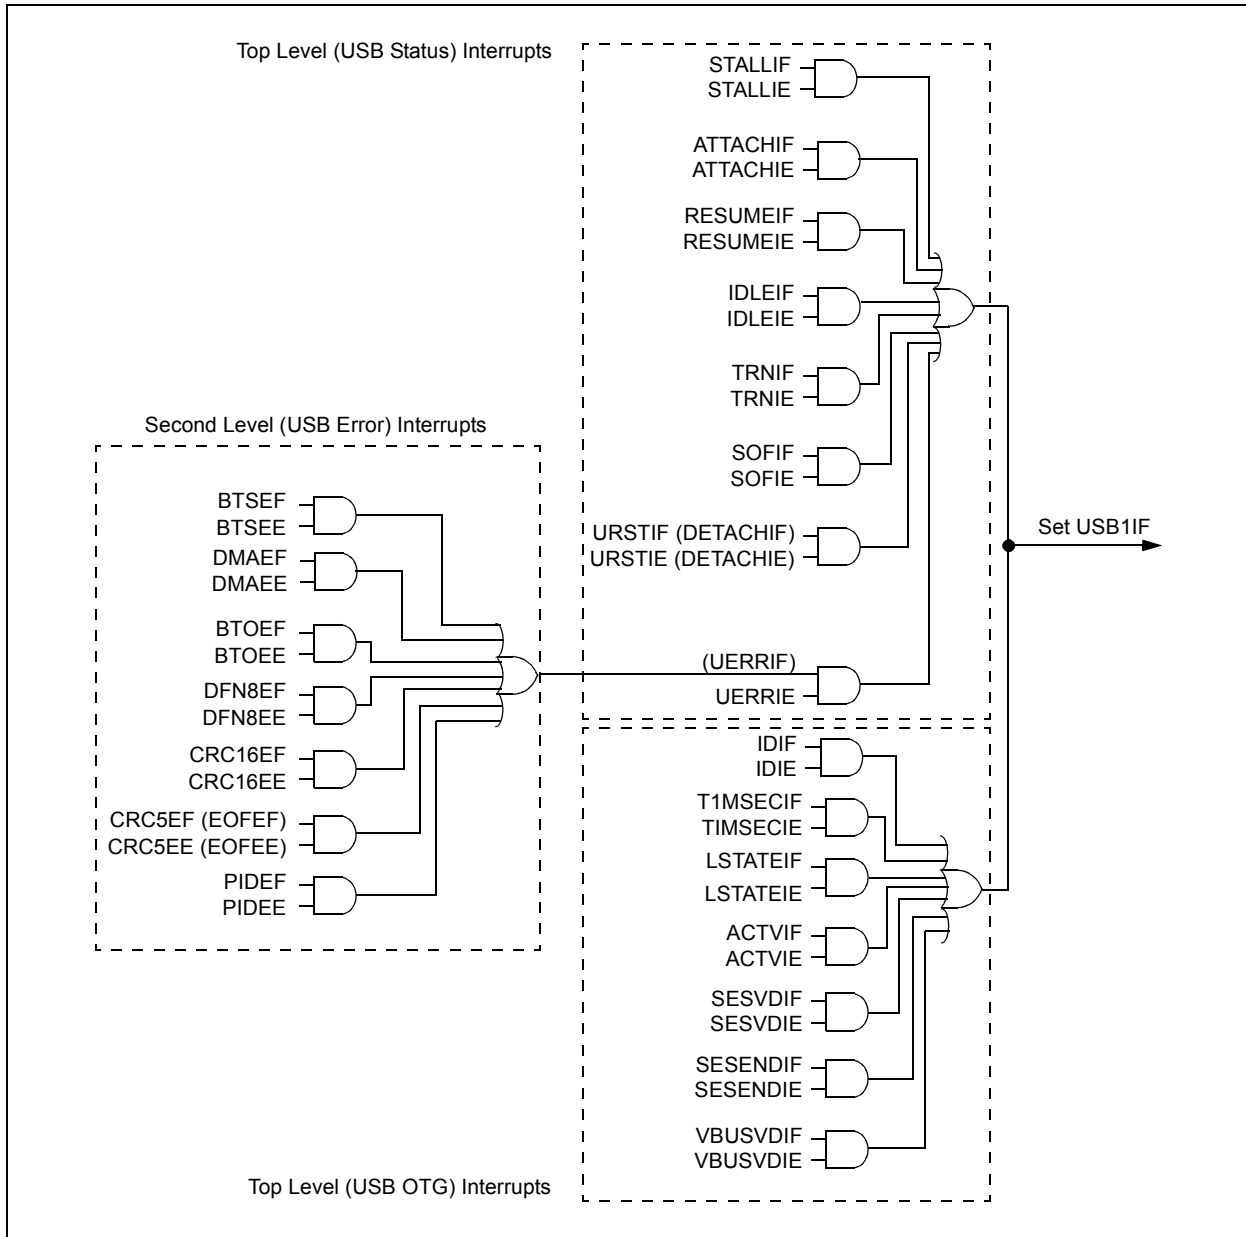 Top Level (USB Status) Interrupts
STALLIF
STALLIE
ATTACHIF
ATTACHIE
RESUMEIF
RESUMEIE
IDLEIF
IDLEIE
TRNIF
TRNIE
SOFIF
SOFIE
URSTIF (DETACHIF)
URSTIE (DETACHIE)
(UERRIF)
UERRIE
Second Level (USB Error) Interrupts
BTSEF
BTSEE
DMAEF
DMAEE
BTOEF
BTOEE
DFN8EF
DFN8EE
CRC16EF
CRC16EE
CRC5EF (EOFEF)
CRC5EE (EOFEE)
PIDEF
PIDEE
Set USB1IF
IDIF
IDIE
T1MSECIF
TIMSECIE
LSTATEIF
LSTATEIE
ACTVIF
ACTVIE
SESVDIF
SESVDIE
SESENDIF
SESENDIE
VBUSVDIF
VBUSVDIE
Top Level (USB OTG) Interrupts